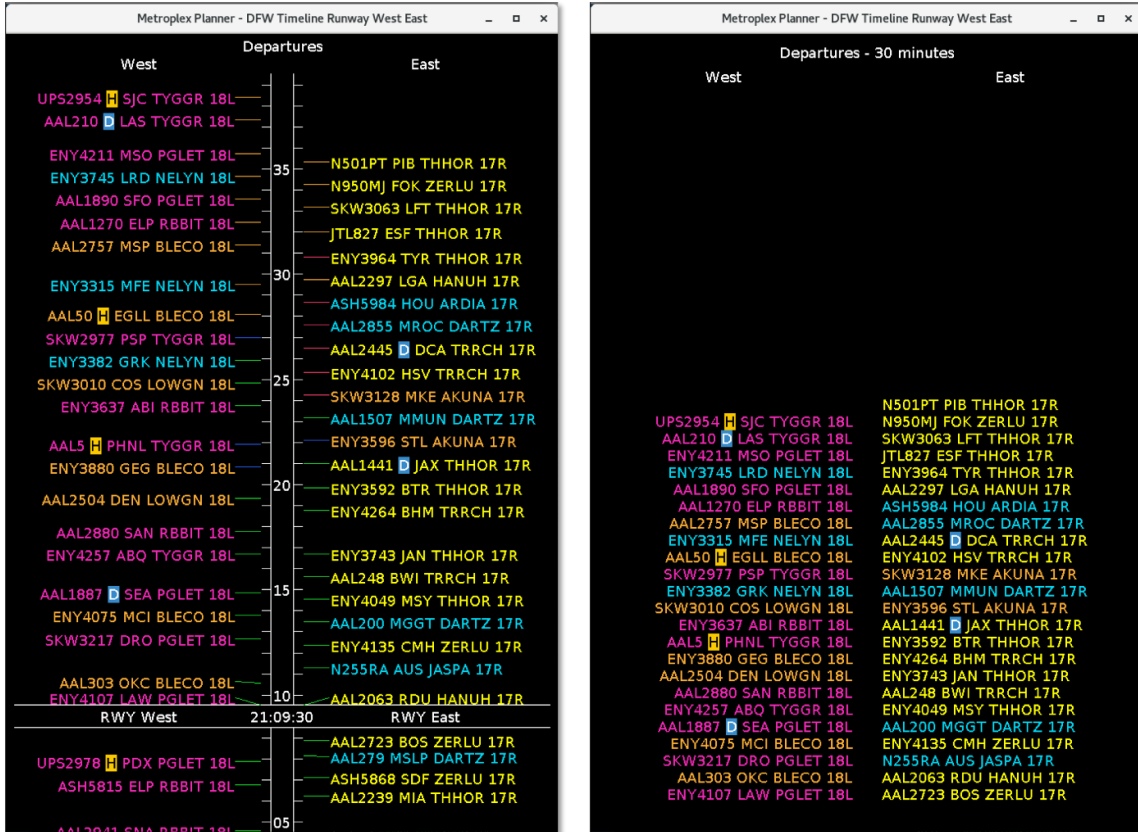 Metroplex Planner - DFW Timeline Runway West East
Departures
West East
UPS2954 H SJC TYGGR 18L
AAL210 D LAS TYGGR 18L
ENY4211 MSO PGLET 18L
ENY3745 LRD NELYN 18L
AAL1890 SFO PGLET 18L
AAL1270 ELP RBBIT 18L
AAL2757 MSP BLECO 18L
ENY3315 MFE NELYN 18L
AAL50 H EGLL BLECO 18L
SKW2977 PSP TYGGR 18L
ENY3382 GRK NELYN 18L
SKW3010 COS LOWGN 18L
ENY3637 ABI RBBIT 18L
AAL5 H PHNL TYGGR 18L
ENY3880 GEG BLECO 18L
AAL2504 DEN LOWGN 18L
AAL2880 SAN RBBIT 18L
ENY4257 ABQ TYGGR 18L
AAL1887 D SEA PGLET 18L
ENY4075 MCI BLECO 18L
SKW3217 DRO PGLET 18L
AAL303 OKC BLECO 18L
ENY4107 LAW PGLET 18L
35
30
25
20
15
10
N501PT PIB THHOR 17R
N950MJ FOK ZERLU 17R
SKW3063 LFT THHOR 17R
JTL827 ESF THHOR 17R
ENY3964 TYR THHOR 17R
AAL2297 LGA HANUH 17R
ASH5984 HOU ARDIA 17R
AAL2855 MROC DARTZ 17R
AAL2445 D DCA TRRCH 17R
ENY4102 HSV TRRCH 17R
SKW3128 MKE AKUNA 17R
AAL1507 MMUN DARTZ 17R
ENY3596 STL AKUNA 17R
AAL1441 D JAX THHOR 17R
ENY3592 BTR THHOR 17R
ENY4264 BHM TRRCH 17R
ENY3743 JAN THHOR 17R
AAL248 BWI TRRCH 17R
ENY4049 MSY THHOR 17R
AAL200 MGGT DARTZ 17R
ENY4135 CMH ZERLU 17R
N255RA AUS JASPA 17R
AAL2063 RDU HANUH 17R
RWY West 21:09:30 RWY East
UPS2978 H PDX PGLET 18L
ASH5815 ELP RBBIT 18L
AAL2941 SNA RBBIT 18L
05
AAL2723 BOS ZERLU 17R
AAL279 MSLP DARTZ 17R
ASH5868 SDF ZERLU 17R
AAL2239 MIA THHOR 17R
Metroplex Planner - DFW Timeline Runway West East
Departures - 30 minutes
West East
UPS2954 H SJC TYGGR 18L
AAL210 D LAS TYGGR 18L
ENY4211 MSO PGLET 18L
ENY3745 LRD NELYN 18L
AAL1890 SFO PGLET 18L
AAL1270 ELP RBBIT 18L
AAL2757 MSP BLECO 18L
ENY3315 MFE NELYN 18L
AAL50 H EGLL BLECO 18L
SKW2977 PSP TYGGR 18L
ENY3382 GRK NELYN 18L
SKW3010 COS LOWGN 18L
ENY3637 ABI RBBIT 18L
AAL5 H PHNL TYGGR 18L
ENY3880 GEG BLECO 18L
AAL2504 DEN LOWGN 18L
AAL2880 SAN RBBIT 18L
ENY4257 ABQ TYGGR 18L
AAL1887 D SEA PGLET 18L
ENY4075 MCI BLECO 18L
SKW3217 DRO PGLET 18L
AAL303 OKC BLECO 18L
ENY4107 LAW PGLET 18L
N501PT PIB THHOR 17R
N950MJ FOK ZERLU 17R
SKW3063 LFT THHOR 17R
JTL827 ESF THHOR 17R
ENY3964 TYR THHOR 17R
AAL2297 LGA HANUH 17R
ASH5984 HOU ARDIA 17R
AAL2855 MROC DARTZ 17R
AAL2445 D DCA TRRCH 17R
ENY4102 HSV TRRCH 17R
SKW3128 MKE AKUNA 17R
AAL1507 MMUN DARTZ 17R
ENY3596 STL AKUNA 17R
AAL1441 D JAX THHOR 17R
ENY3592 BTR THHOR 17R
ENY4264 BHM TRRCH 17R
ENY3743 JAN THHOR 17R
AAL248 BWI TRRCH 17R
ENY4049 MSY THHOR 17R
AAL200 MGGT DARTZ 17R
ENY4135 CMH ZERLU 17R
N255RA AUS JASPA 17R
AAL2063 RDU HANUH 17R
AAL2723 BOS ZERLU 17R